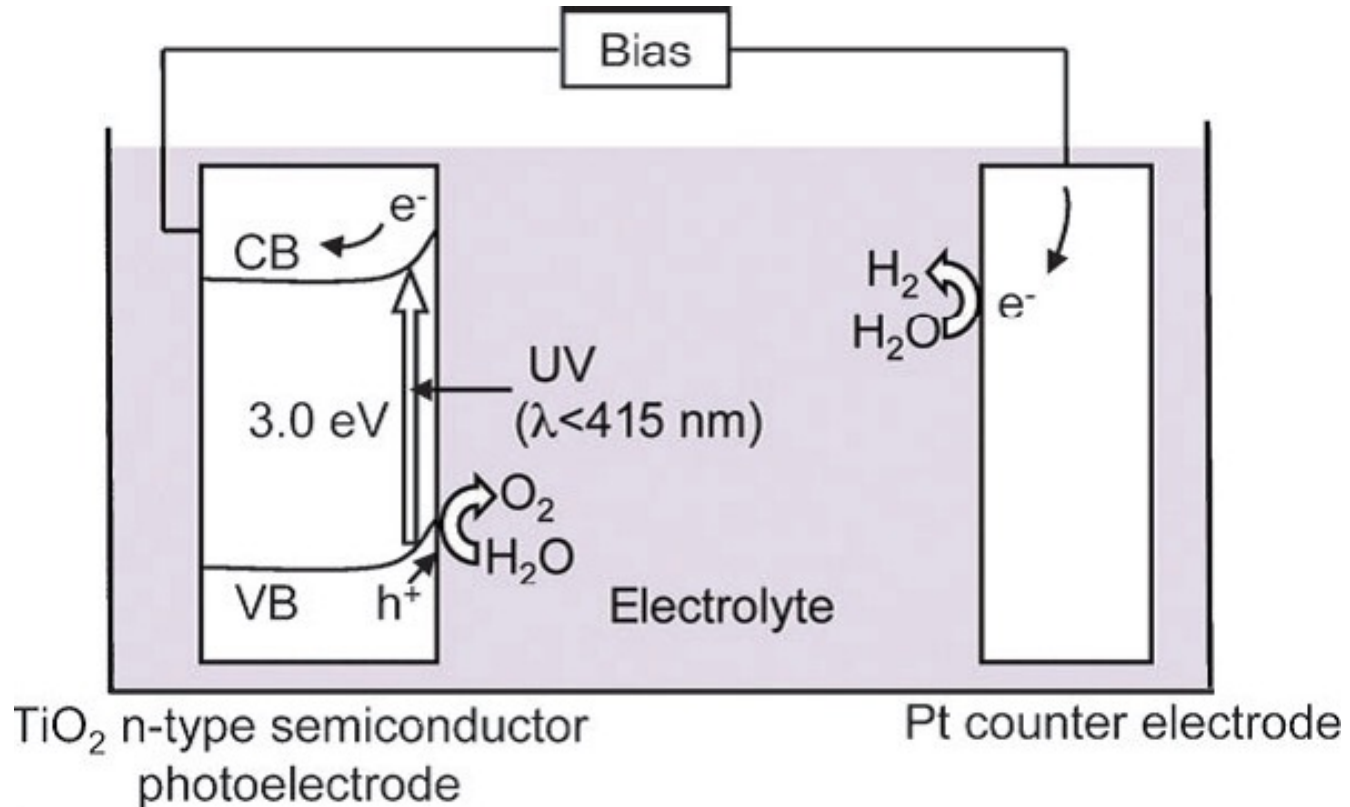 Bias
e⁻
CB
H₂
H₂O
e⁻
UV
(λ<415 nm)
3.0 eV
O₂
H₂O
VB
h⁺
Electrolyte
TiO₂ n-type semiconductor
photoelectrode
Pt counter electrode